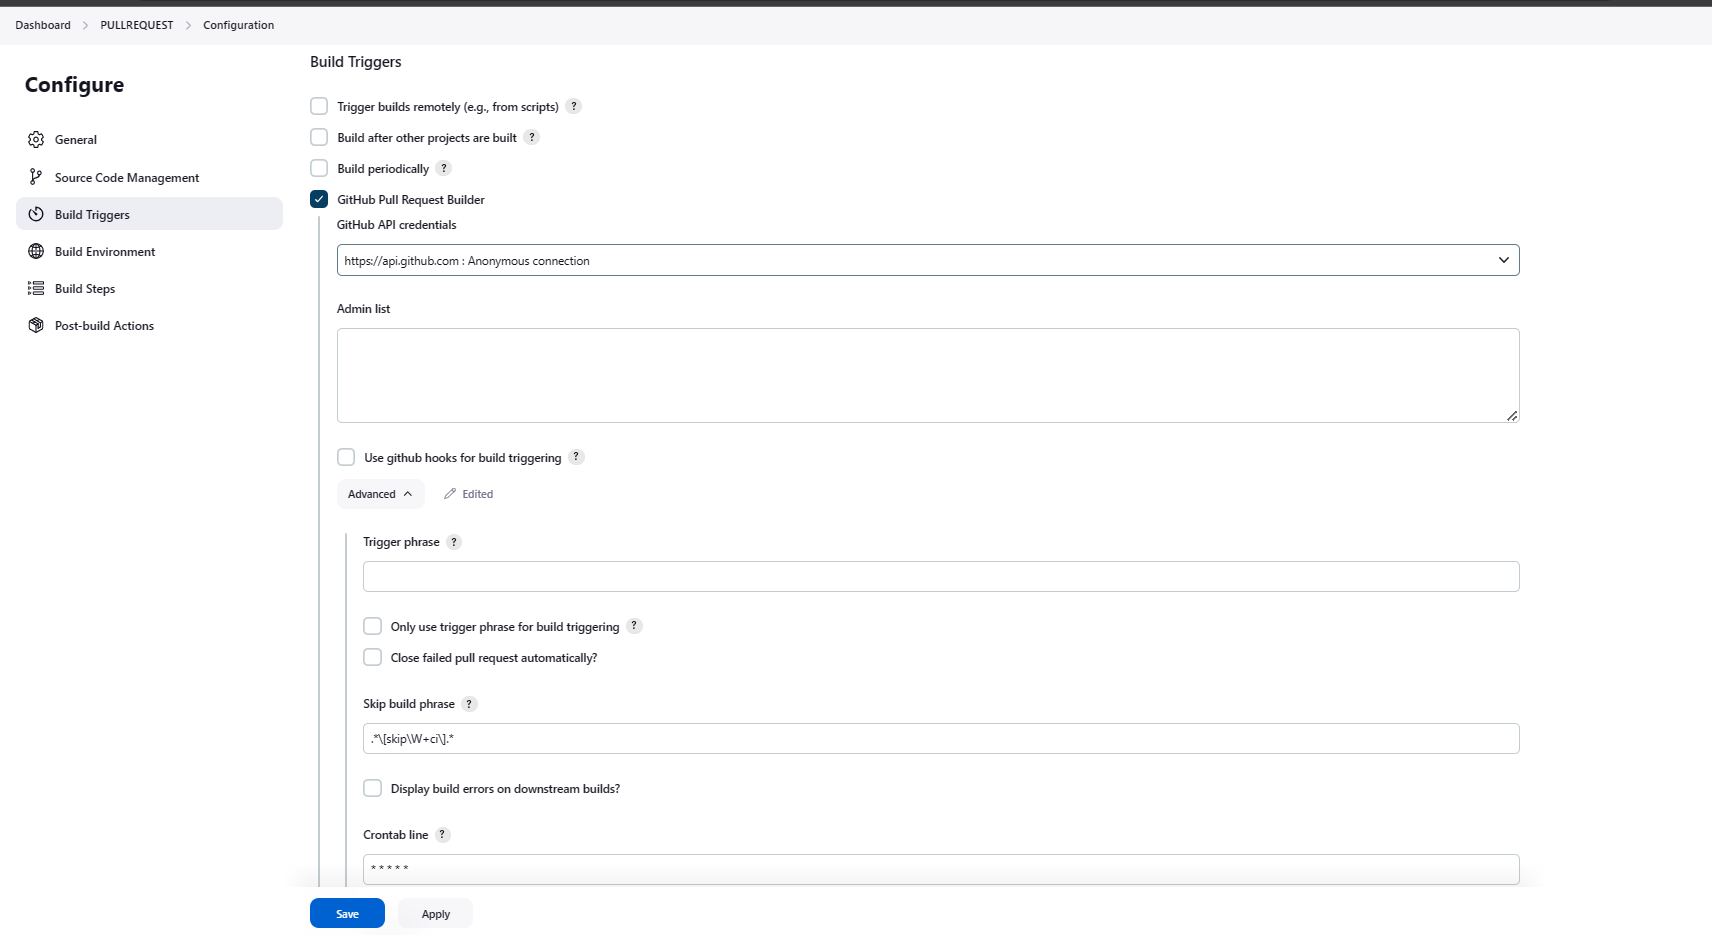 Dashboard > PULLREQUEST > Configuration
Configure
General
Source Code Management
Build Triggers
Build Environment
Build Steps
Post-build Actions
Build Triggers
Trigger builds remotely (e.g., from scripts) ?
Build after other projects are built ?
Build periodically ?
GitHub Pull Request Builder
GitHub API credentials
https://api.github.com : Anonymous connection
Admin list
Use github hooks for build triggering ?
Advanced Edited
Trigger phrase ?
Only use trigger phrase for build triggering ?
Close failed pull request automatically?
Skip build phrase ?
.*\[skip\W+ci\].*
Display build errors on downstream builds?
Crontab line ?
* * * * *
Save Apply